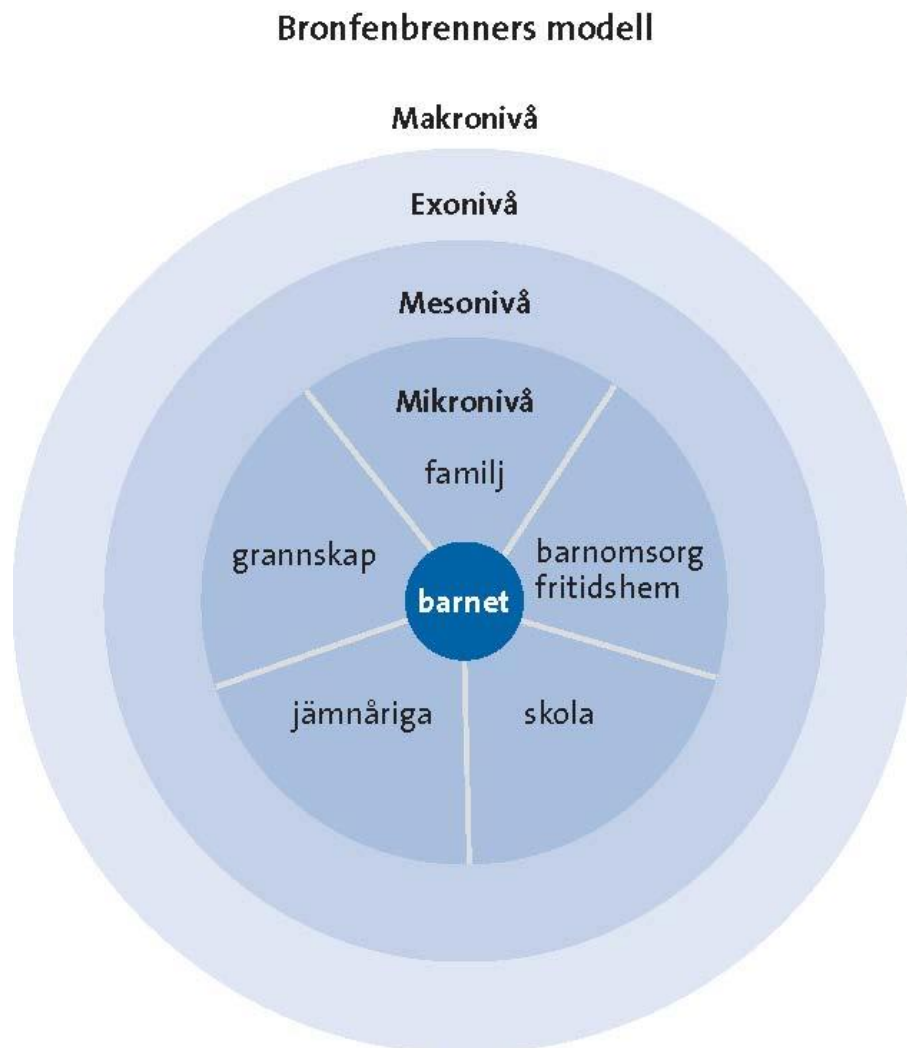 Bronfenbrenners modell
Makronivå
Exonivå
Mesonivå
Mikronivå
familj
grannskap
barnomsorg
fritidshem
barnet
jämnåriga
skola